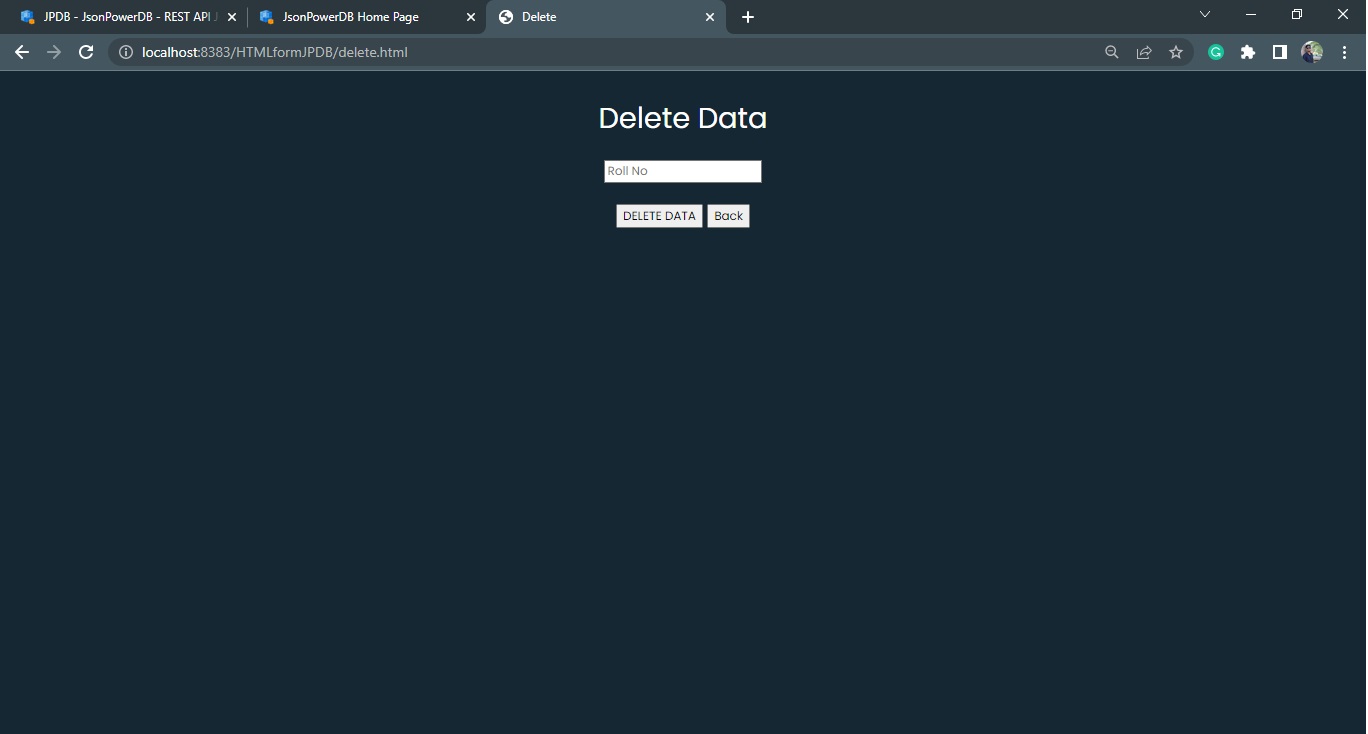 JPDB - JsonPowerDB - REST API J
JsonPowerDB Home Page
Delete
localhost:8383/HTMLformJPDB/delete.html
Delete Data
Roll No
DELETE DATA
Back